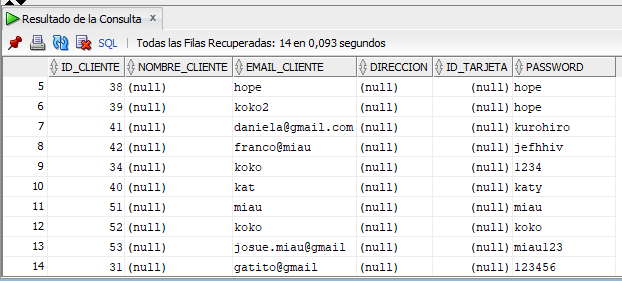 Resultado de la Consulta x
SQL | Todas las Filas Recuperadas: 14 en 0,093 segundos
ID_CLIENTE NOMBRE_CLIENTE EMAIL_CLIENTE DIRECCION ID_TARJETA PASSWORD
5 38 (null) hope (null) (null) hope
6 39 (null) koko2 (null) (null) hope
7 41 (null) daniela@gmail.com (null) (null) kurohiro
8 42 (null) franco@miau (null) (null) jefhhiv
9 34 (null) koko (null) (null) 1234
10 40 (null) kat (null) (null) katy
11 51 (null) miau (null) (null) miau
12 52 (null) koko (null) (null) koko
13 53 (null) josue.miau@gmail (null) (null) miau123
14 31 (null) gatito@gmail (null) (null) 123456